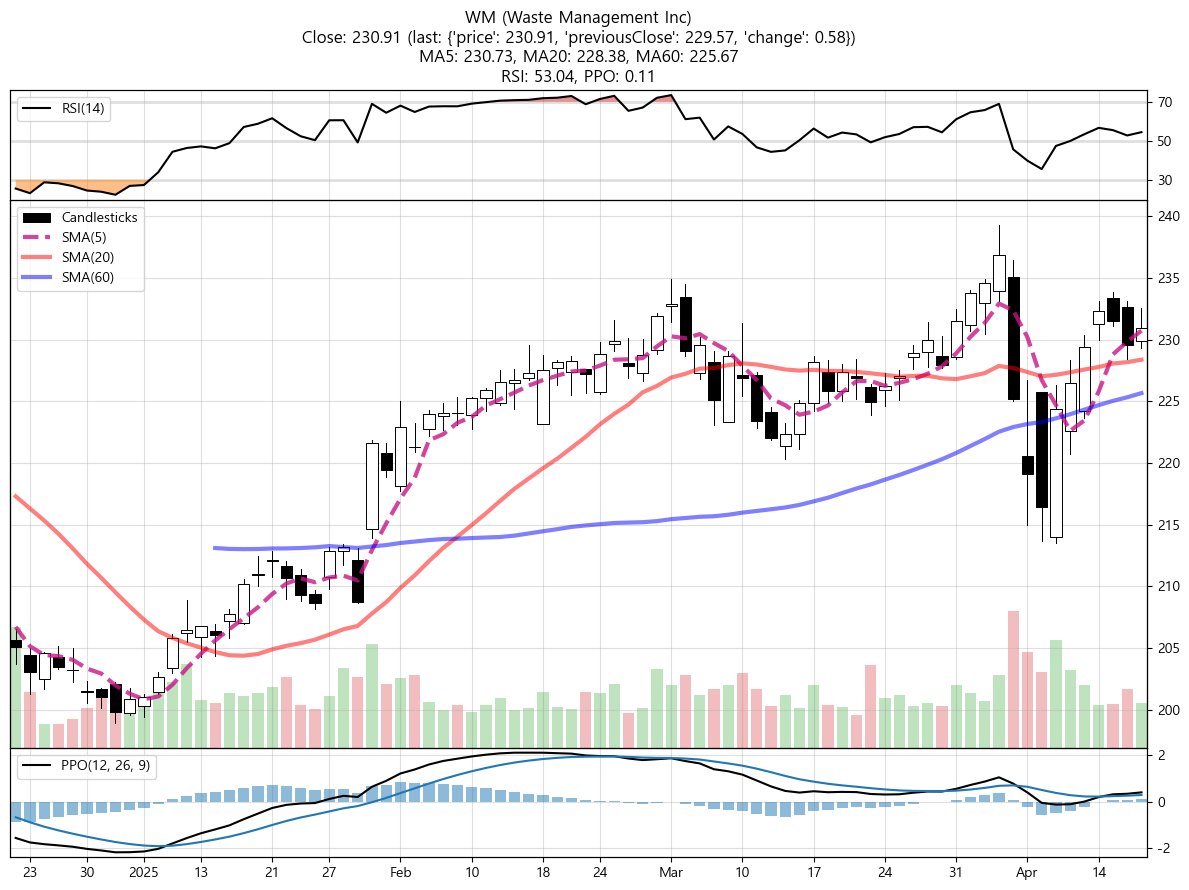 WM (Waste Management Inc)
Close: 230.91 (last: {'price': 230.91, 'previousClose': 229.57, 'change': 0.58})
MA5: 230.73, MA20: 228.38, MA60: 225.67
RSI: 53.04, PPO: 0.11
RSI(14)
70
50
30
Candlesticks
SMA(5)
SMA(20)
SMA(60)
240
235
230
225
220
215
210
205
200
PPO(12, 26, 9)
2
0
-2
23 30 2025 13 21 27 Feb 10 18 24 Mar 10 17 24 31 Apr 14